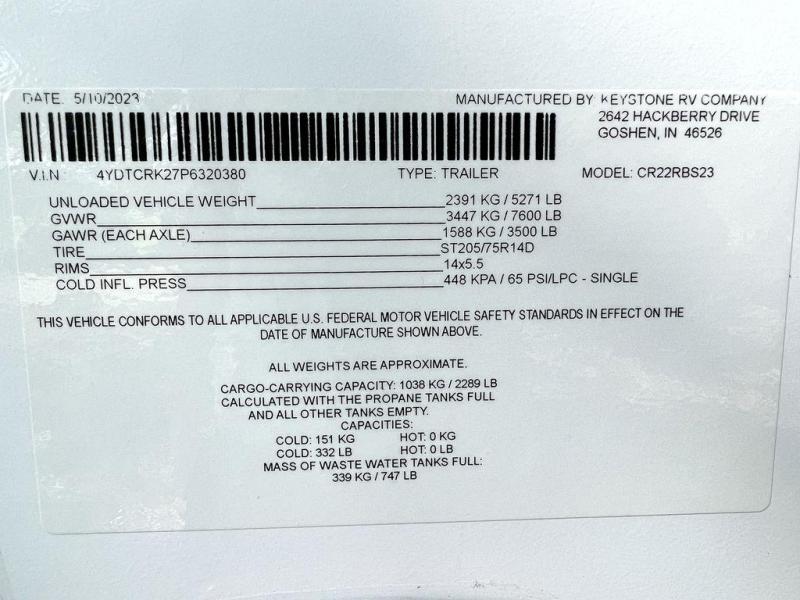 DATE. 5/10/2023 MANUFACTURED BY KEYSTONE RV COMPANY
2642 HACKBERRY DRIVE
GOSHEN, IN 46526
V.I.N 4YDTCRK27P6320380 TYPE: TRAILER MODEL: CR22RBS23
UNLOADED VEHICLE WEIGHT 2391 KG / 5271 LB
GVWR 3447 KG / 7600 LB
GAWR (EACH AXLE) 1588 KG / 3500 LB
TIRE ST205/75R14D
RIMS 14x5.5
COLD INFL. PRESS 448 KPA / 65 PSI/LPC - SINGLE
THIS VEHICLE CONFORMS TO ALL APPLICABLE U.S. FEDERAL MOTOR VEHICLE SAFETY STANDARDS IN EFFECT ON THE
DATE OF MANUFACTURE SHOWN ABOVE.
ALL WEIGHTS ARE APPROXIMATE.
CARGO-CARRYING CAPACITY: 1038 KG / 2289 LB
CALCULATED WITH THE PROPANE TANKS FULL
AND ALL OTHER TANKS EMPTY.
CAPACITIES:
COLD: 151 KG HOT: 0 KG
COLD: 332 LB HOT: 0 LB
MASS OF WASTE WATER TANKS FULL:
339 KG / 747 LB